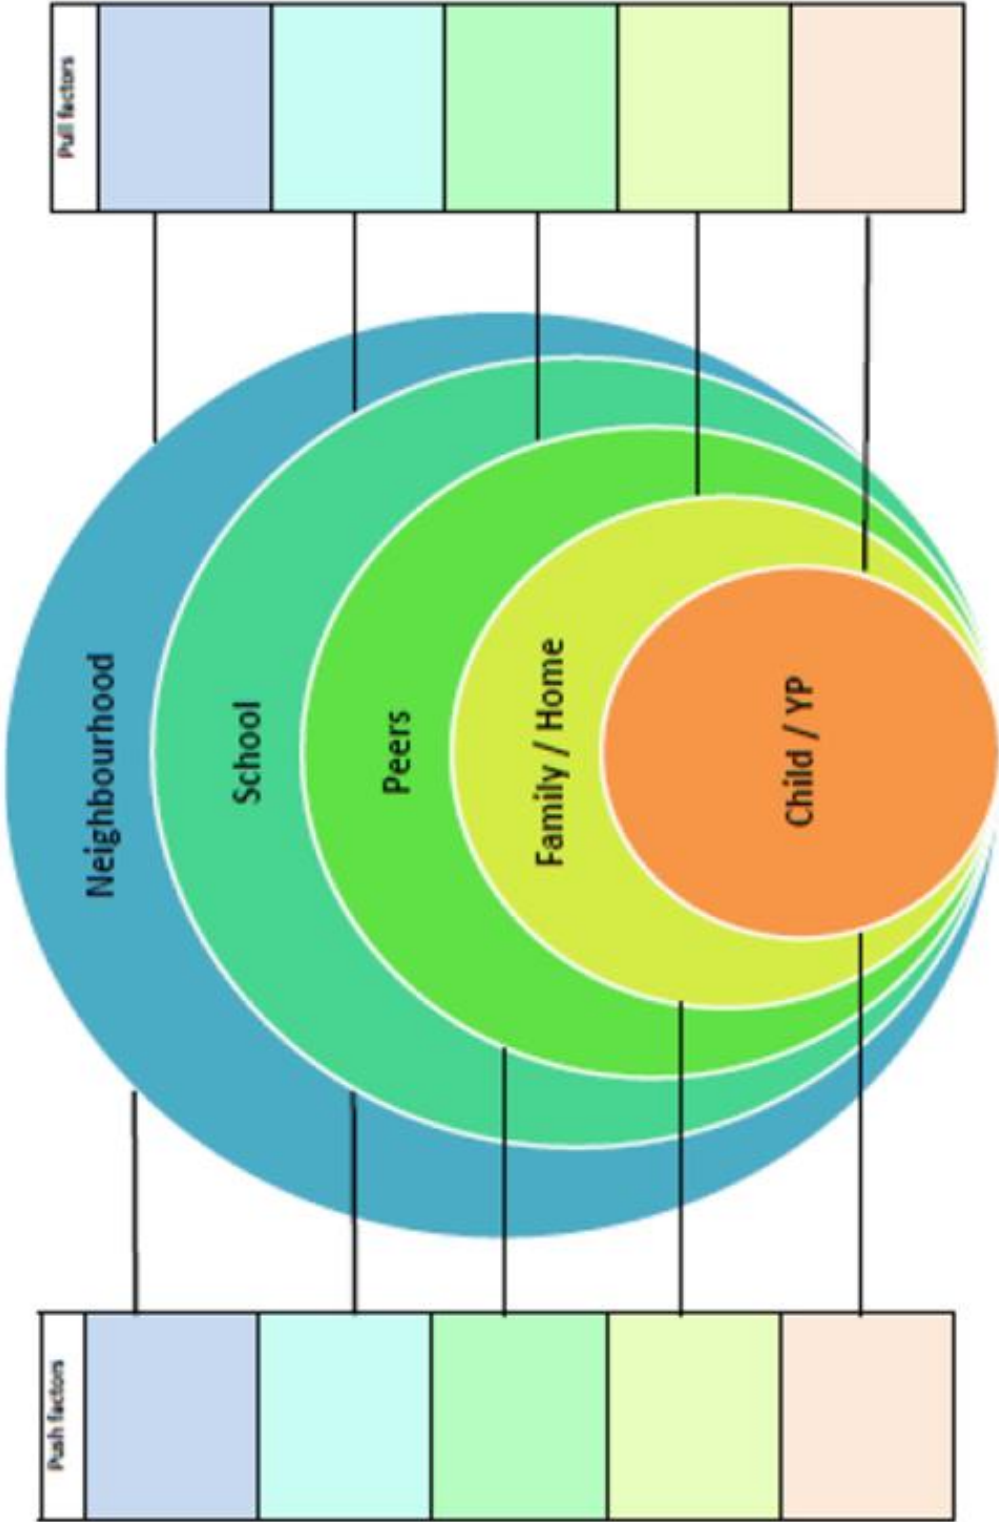 Push factors
Pull factors
Neighbourhood
School
Peers
Family / Home
Child / YP